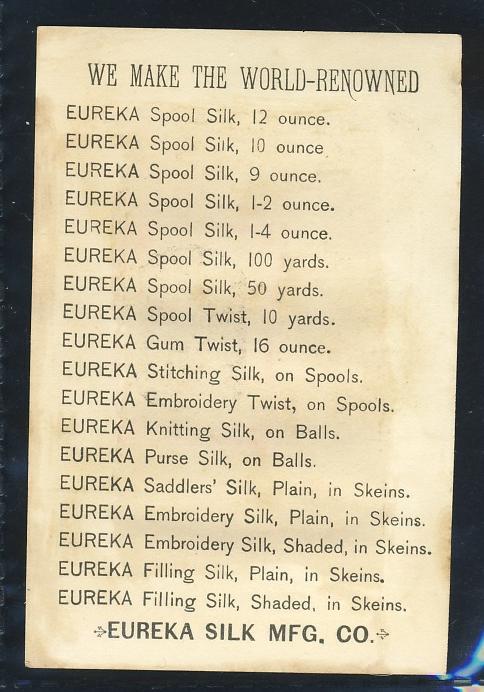 WE MAKE THE WORLD-RENOWNED
EUREKA Spool Silk, 12 ounce.
EUREKA Spool Silk, 10 ounce
EUREKA Spool Silk, 9 ounce.
EUREKA Spool Silk, 1-2 ounce.
EUREKA Spool Silk, 1-4 ounce.
EUREKA Spool Silk, 100 yards.
EUREKA Spool Silk, 50 yards.
EUREKA Spool Twist, 10 yards.
EUREKA Gum Twist, 16 ounce.
EUREKA Stitching Silk, on Spools.
EUREKA Embroidery Twist, on Spools.
EUREKA Knitting Silk, on Balls.
EUREKA Purse Silk, on Balls.
EUREKA Saddlers' Silk, Plain, in Skeins.
EUREKA Embroidery Silk, Plain, in Skeins.
EUREKA Embroidery Silk, Shaded, in Skeins.
EUREKA Filling Silk, Plain, in Skeins.
EUREKA Filling Silk, Shaded, in Skeins.
EUREKA SILK MFG. CO.